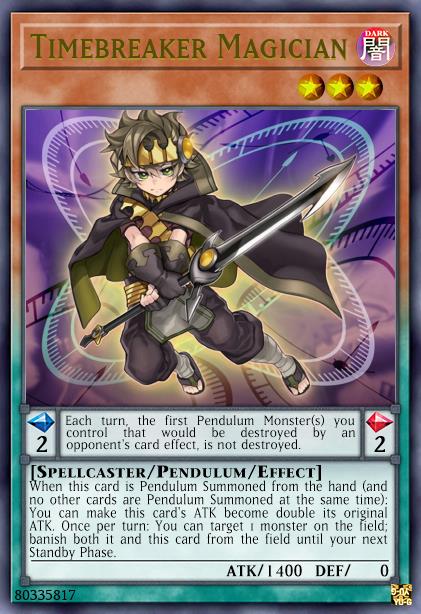 TIMEBREAKER MAGICIAN
DARK
闇
Each turn, the first Pendulum Monster(s) you
control that would be destroyed by an
opponent's card effect, is not destroyed.
2
2
[SPELLCASTER/PENDULUM/EFFECT]
When this card is Pendulum Summoned from the hand (and
no other cards are Pendulum Summoned at the same time):
You can make this card's ATK become double its original
ATK. Once per turn: You can target 1 monster on the field;
banish both it and this card from the field until your next
Standby Phase.
ATK/1400 DEF/ 0
80335817